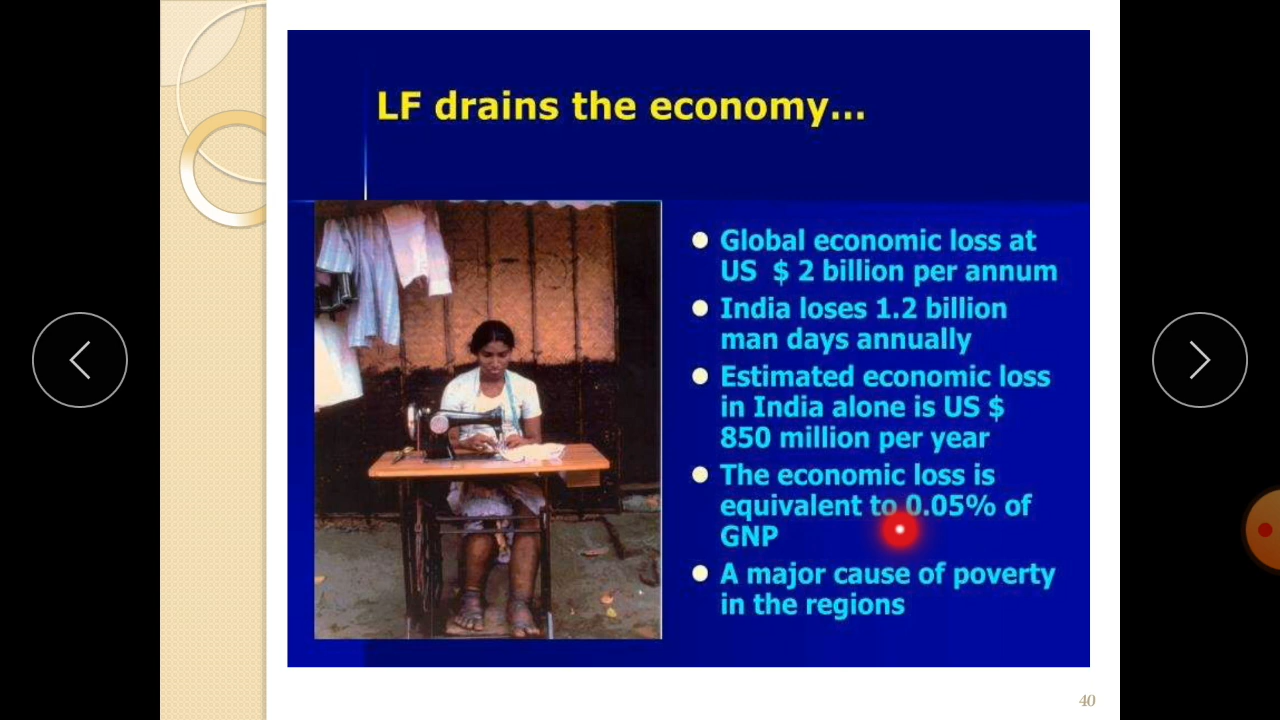 LF drains the economy...
Global economic loss at
US $ 2 billion per annum
India loses 1.2 billion
man days annually
Estimated economic loss
in India alone is US $
850 million per year
The economic loss is
equivalent to 0.05% of
GNP
A major cause of poverty
in the regions
40